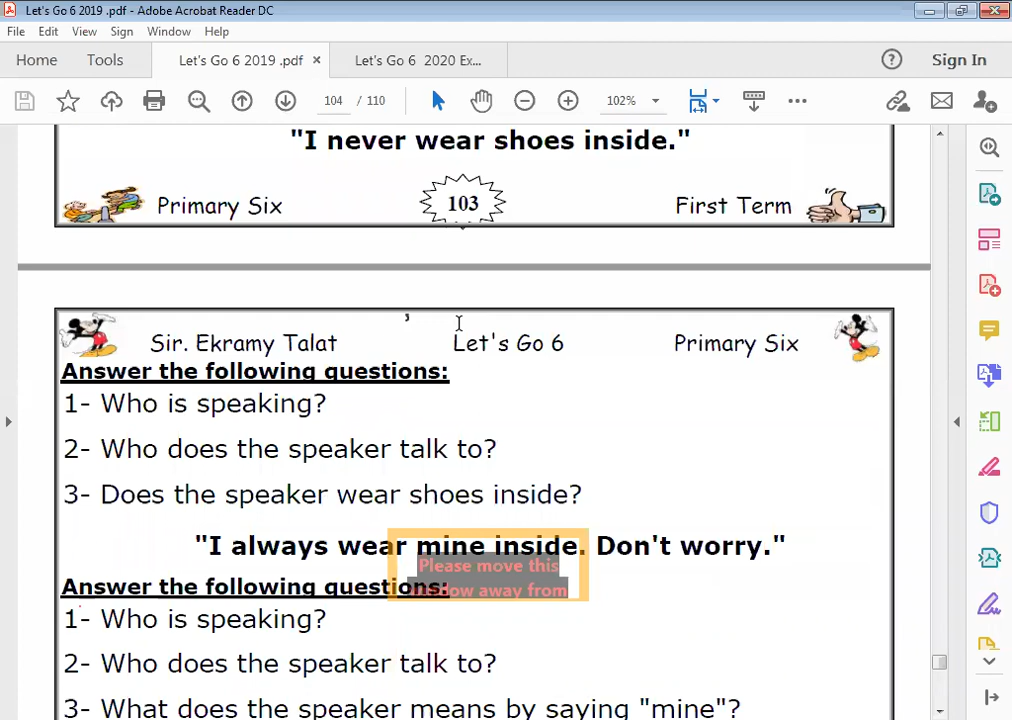 Let's Go 6 2019 .pdf - Adobe Acrobat Reader DC
File Edit View Sign Window Help
Home Tools Let's Go 6 2019 .pdf × Let's Go 6 2020 Ex... Sign In
104 / 110 102%
"I never wear shoes inside."
Primary Six 103 First Term
Sir. Ekramy Talat Let's Go 6 Primary Six
Answer the following questions:
1- Who is speaking?
2- Who does the speaker talk to?
3- Does the speaker wear shoes inside?
"I always wear mine inside. Don't worry."
Please move this
window away from
Answer the following questions:
1- Who is speaking?
2- Who does the speaker talk to?
3- What does the speaker means by saying "mine"?